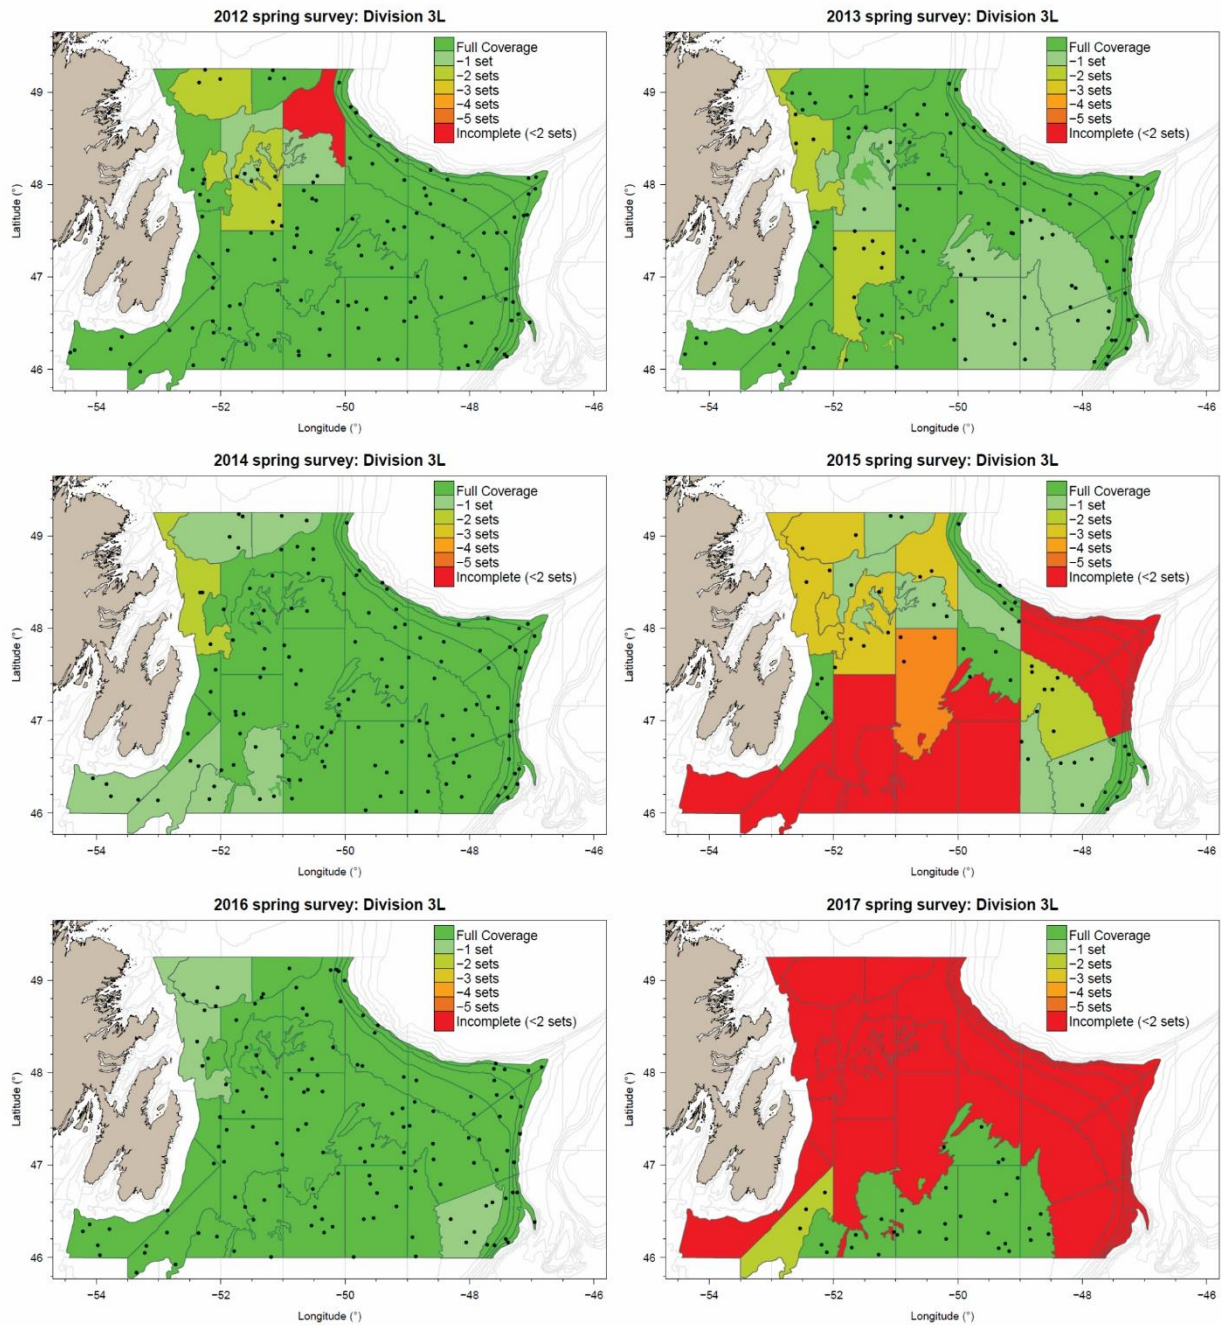 2012 spring survey: Division 3L
Full Coverage
−1 set
−2 sets
−3 sets
−4 sets
−5 sets
Incomplete (<2 sets)
49
48
47
46
Latitude (°)
−54 −52 −50 −48 −46
Longitude (°)
2013 spring survey: Division 3L
Full Coverage
−1 set
−2 sets
−3 sets
−4 sets
−5 sets
Incomplete (<2 sets)
49
48
47
46
Latitude (°)
−54 −52 −50 −48 −46
Longitude (°)
2014 spring survey: Division 3L
Full Coverage
−1 set
−2 sets
−3 sets
−4 sets
−5 sets
Incomplete (<2 sets)
49
48
47
46
Latitude (°)
−54 −52 −50 −48 −46
Longitude (°)
2015 spring survey: Division 3L
Full Coverage
−1 set
−2 sets
−3 sets
−4 sets
−5 sets
Incomplete (<2 sets)
49
48
47
46
Latitude (°)
−54 −52 −50 −48 −46
Longitude (°)
2016 spring survey: Division 3L
Full Coverage
−1 set
−2 sets
−3 sets
−4 sets
−5 sets
Incomplete (<2 sets)
49
48
47
46
Latitude (°)
−54 −52 −50 −48 −46
Longitude (°)
2017 spring survey: Division 3L
Full Coverage
−1 set
−2 sets
−3 sets
−4 sets
−5 sets
Incomplete (<2 sets)
49
48
47
46
Latitude (°)
−54 −52 −50 −48 −46
Longitude (°)